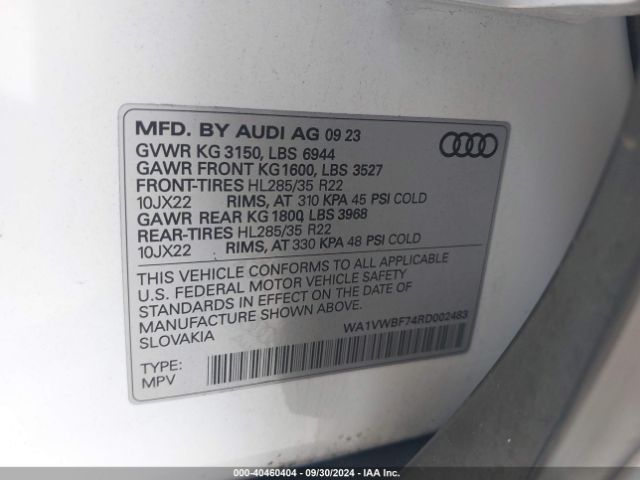 MFD. BY AUDI AG 09 23
GVWR KG 3150, LBS 6944
GAWR FRONT KG1600, LBS 3527
FRONT-TIRES HL285/35 R22
10JX22 RIMS, AT 310 KPA 45 PSI COLD
GAWR REAR KG 1800, LBS 3968
REAR-TIRES HL285/35 R22
10JX22 RIMS, AT 330 KPA 48 PSI COLD
THIS VEHICLE CONFORMS TO ALL APPLICABLE
U.S. FEDERAL MOTOR VEHICLE SAFETY
STANDARDS IN EFFECT ON THE DATE OF
MANUFACTURE SHOWN ABOVE.
SLOVAKIA
WA1VWBF74RD002483
TYPE:
MPV
000-40460404 - 09/30/2024 - IAA Inc.